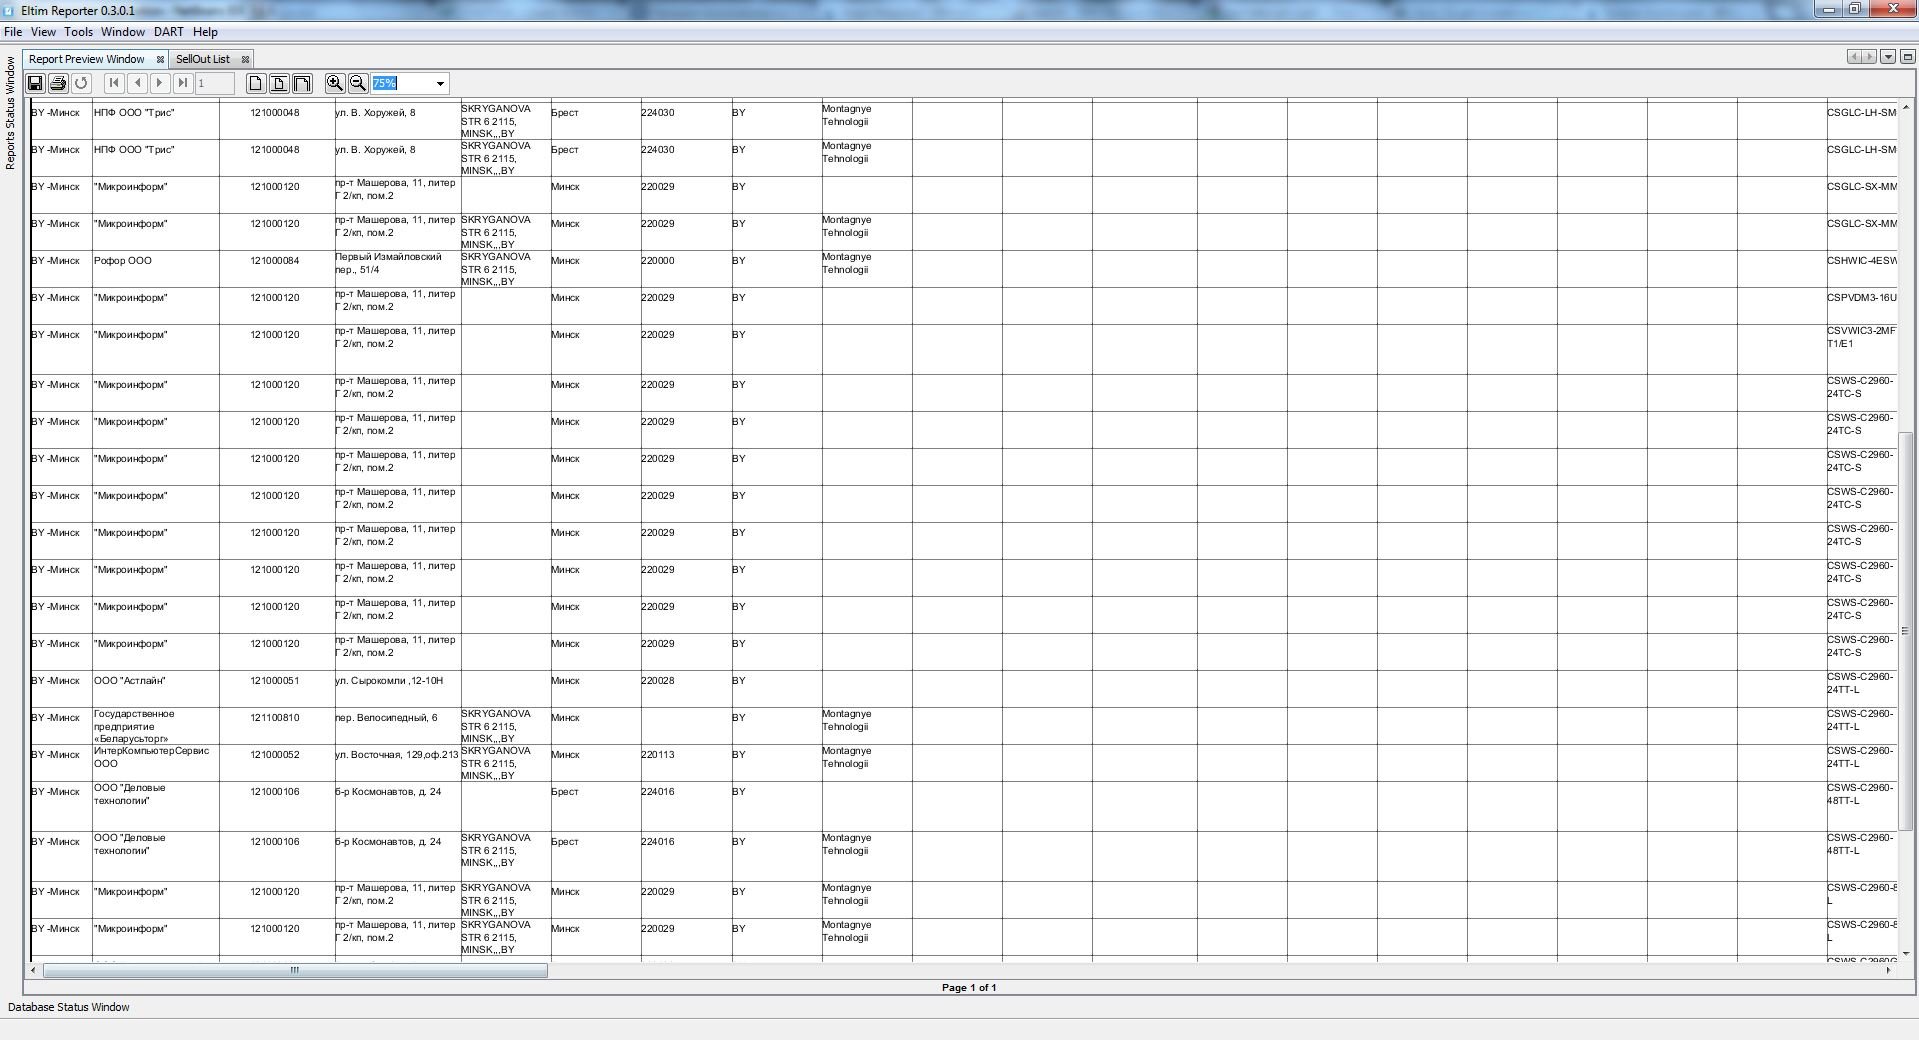 Eltim Reporter 0.3.0.1
File View Tools Window DART Help
Reports Status Window
Report Preview Window SellOut List
1 75%
BY -Минск НПФ ООО "Трис" 121000048 ул. В. Хоружей, 8 SKRYGANOVA STR 6 2115, MINSK,,,BY Брест 224030 BY Montagnye Tehnologii CSGLC-LH-SM
BY -Минск НПФ ООО "Трис" 121000048 ул. В. Хоружей, 8 SKRYGANOVA STR 6 2115, MINSK,,,BY Брест 224030 BY Montagnye Tehnologii CSGLC-LH-SM
BY -Минск "Микроинформ" 121000120 пр-т Машерова, 11, литер Г 2/кп, пом.2 Минск 220029 BY CSGLC-SX-MM
BY -Минск "Микроинформ" 121000120 пр-т Машерова, 11, литер Г 2/кп, пом.2 SKRYGANOVA STR 6 2115, MINSK,,,BY Минск 220029 BY Montagnye Tehnologii CSGLC-SX-MM
BY -Минск Рофор ООО 121000084 Первый Измайловский пер., 51/4 SKRYGANOVA STR 6 2115, MINSK,,,BY Минск 220000 BY Montagnye Tehnologii CSHWIC-4ESW
BY -Минск "Микроинформ" 121000120 пр-т Машерова, 11, литер Г 2/кп, пом.2 Минск 220029 BY CSPVDM3-16U
BY -Минск "Микроинформ" 121000120 пр-т Машерова, 11, литер Г 2/кп, пом.2 Минск 220029 BY CSVWIC3-2MF T1/E1
BY -Минск "Микроинформ" 121000120 пр-т Машерова, 11, литер Г 2/кп, пом.2 Минск 220029 BY CSWS-C2960-24TC-S
BY -Минск "Микроинформ" 121000120 пр-т Машерова, 11, литер Г 2/кп, пом.2 Минск 220029 BY CSWS-C2960-24TC-S
BY -Минск "Микроинформ" 121000120 пр-т Машерова, 11, литер Г 2/кп, пом.2 Минск 220029 BY CSWS-C2960-24TC-S
BY -Минск "Микроинформ" 121000120 пр-т Машерова, 11, литер Г 2/кп, пом.2 Минск 220029 BY CSWS-C2960-24TC-S
BY -Минск "Микроинформ" 121000120 пр-т Машерова, 11, литер Г 2/кп, пом.2 Минск 220029 BY CSWS-C2960-24TC-S
BY -Минск "Микроинформ" 121000120 пр-т Машерова, 11, литер Г 2/кп, пом.2 Минск 220029 BY CSWS-C2960-24TC-S
BY -Минск "Микроинформ" 121000120 пр-т Машерова, 11, литер Г 2/кп, пом.2 Минск 220029 BY CSWS-C2960-24TC-S
BY -Минск "Микроинформ" 121000120 пр-т Машерова, 11, литер Г 2/кп, пом.2 Минск 220029 BY CSWS-C2960-24TC-S
BY -Минск ООО "Астлайн" 121000051 ул. Сырокомли ,12-10Н Минск 220028 BY CSWS-C2960-24TT-L
BY -Минск Государственное предприятие «Беларусьторг» 121100810 пер. Велосипедный, 6 SKRYGANOVA STR 6 2115, MINSK,,,BY Минск BY Montagnye Tehnologii CSWS-C2960-24TT-L
BY -Минск ИнтерКомпьютерСервис ООО 121000052 ул. Восточная, 129,оф.213 SKRYGANOVA STR 6 2115, MINSK,,,BY Минск 220113 BY Montagnye Tehnologii CSWS-C2960-24TT-L
BY -Минск ООО "Деловые технологии" 121000106 б-р Космонавтов, д. 24 Брест 224016 BY CSWS-C2960-48TT-L
BY -Минск ООО "Деловые технологии" 121000106 б-р Космонавтов, д. 24 SKRYGANOVA STR 6 2115, MINSK,,,BY Брест 224016 BY Montagnye Tehnologii CSWS-C2960-48TT-L
BY -Минск "Микроинформ" 121000120 пр-т Машерова, 11, литер Г 2/кп, пом.2 SKRYGANOVA STR 6 2115, MINSK,,,BY Минск 220029 BY Montagnye Tehnologii CSWS-C2960-8 L
BY -Минск "Микроинформ" 121000120 пр-т Машерова, 11, литер Г 2/кп, пом.2 SKRYGANOVA STR 6 2115, MINSK,,,BY Минск 220029 BY Montagnye Tehnologii CSWS-C2960-8 L
Page 1 of 1
Database Status Window